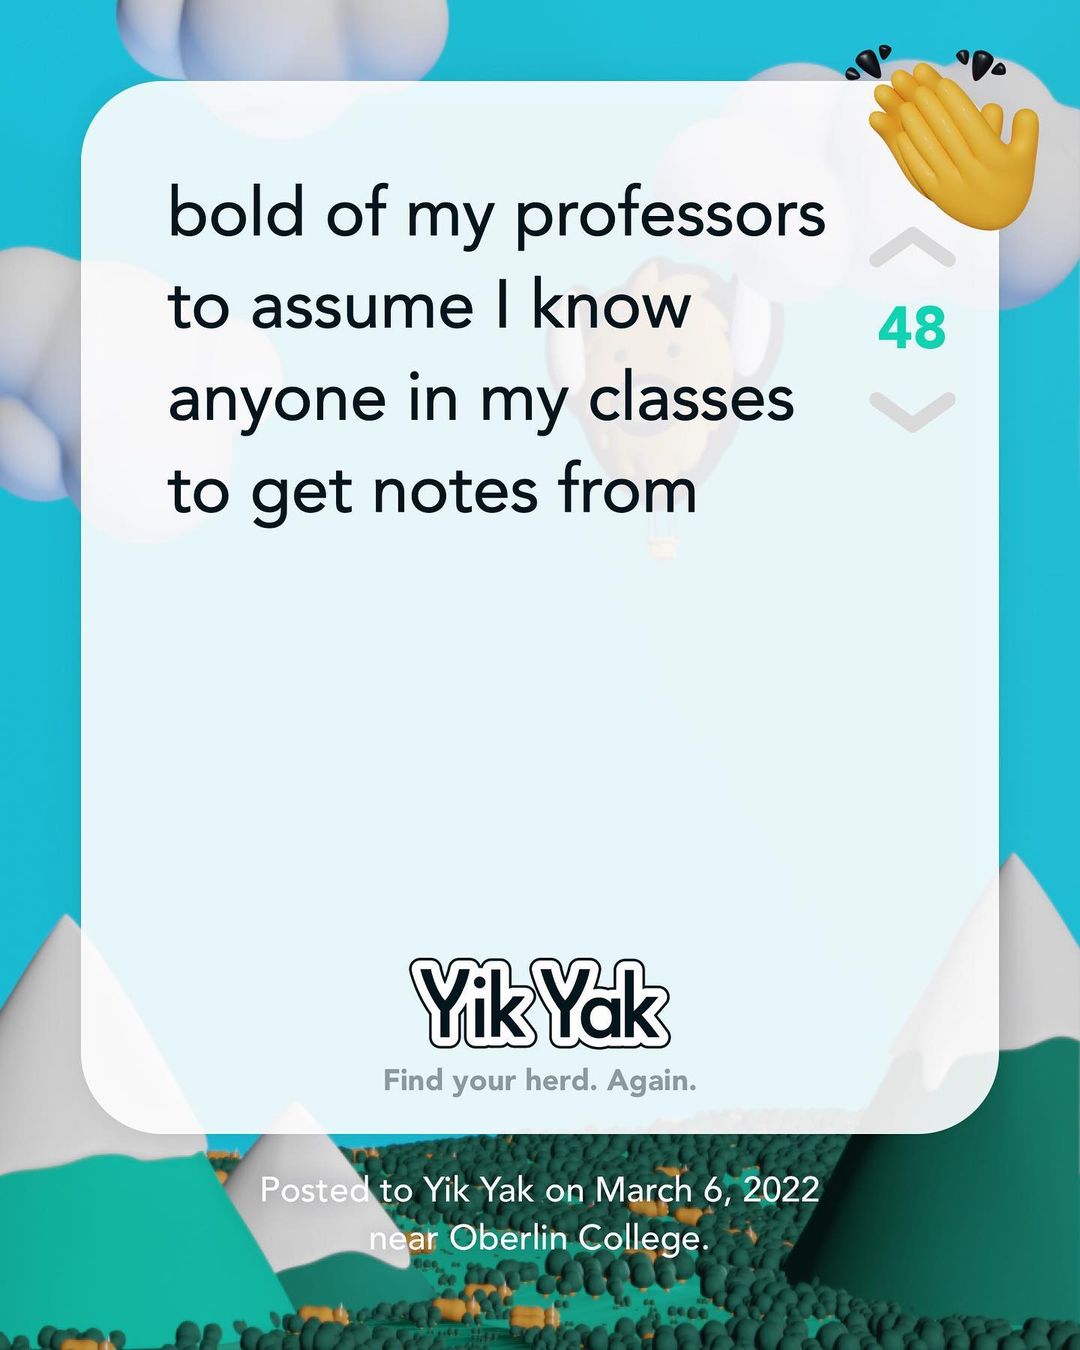 bold of my professors
to assume I know
anyone in my classes
to get notes from
48
Yik Yak
Find your herd. Again.
Posted to Yik Yak on March 6, 2022
near Oberlin College.